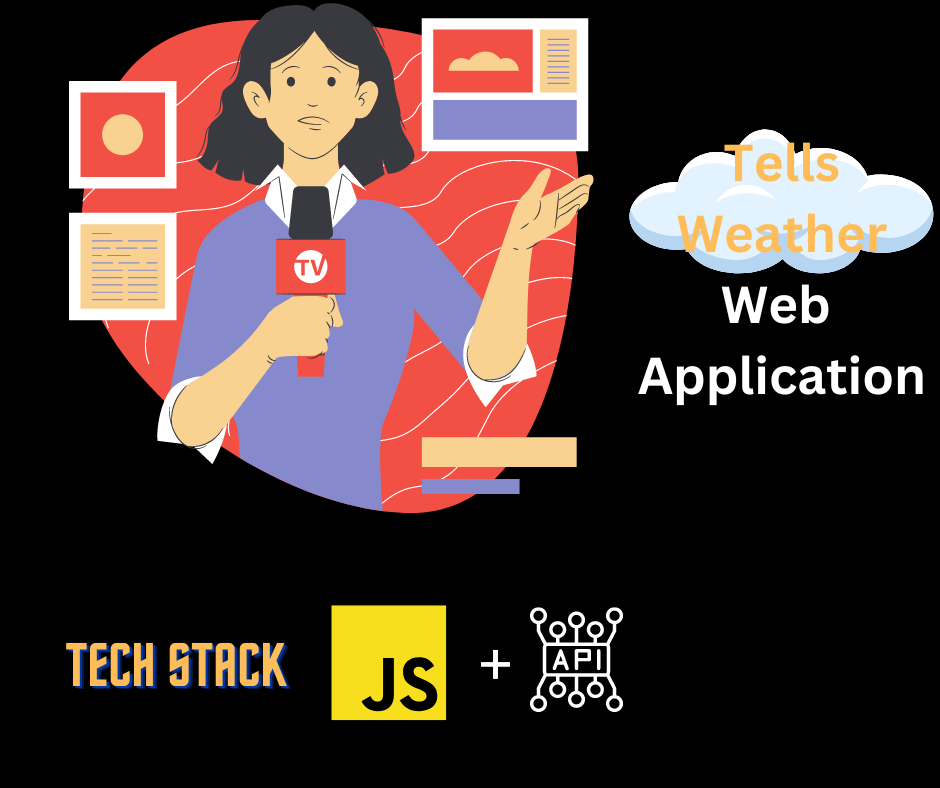 TV
Tells
Weather
Web
Application
TECH STACK
JS
+
API